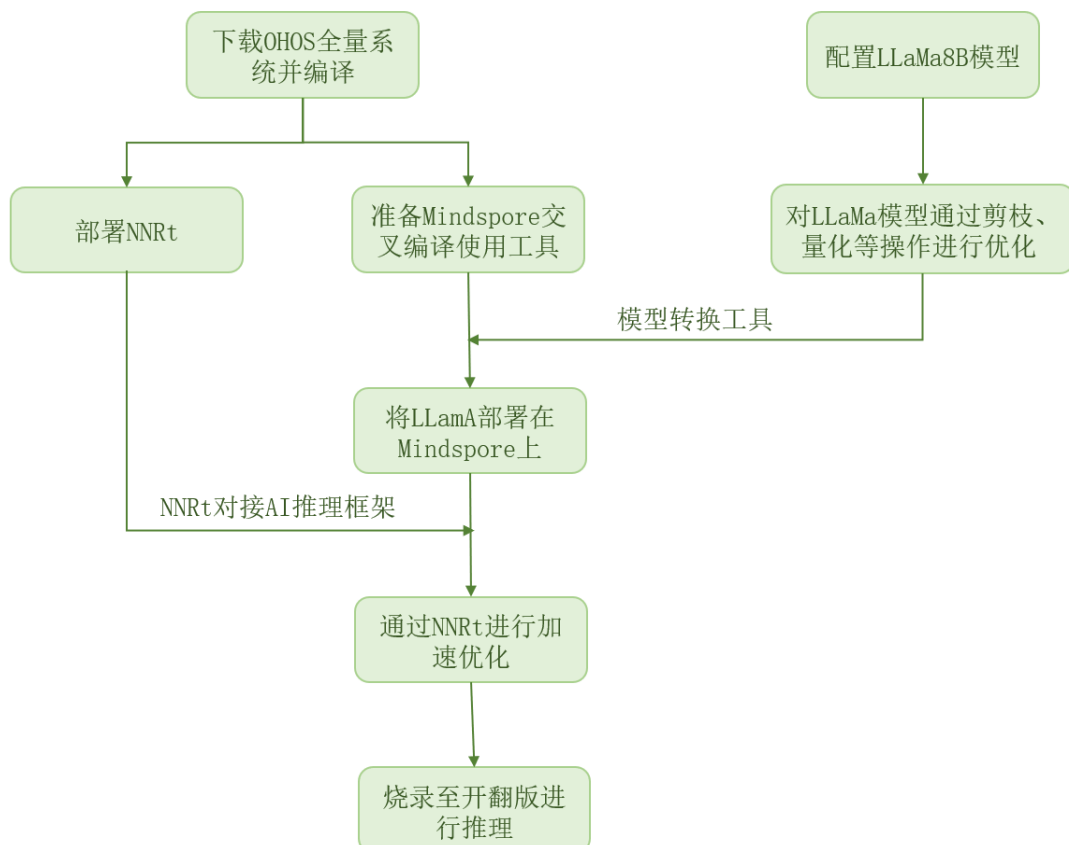 下载OHOS全量系
统并编译
配置LLaMa8B模型
部署NNRt
准备Mindspore交
叉编译使用工具
对LLaMa模型通过剪枝、
量化等操作进行优化
模型转换工具
将LLamA部署在
Mindspore上
NNRt对接AI推理框架
通过NNRt进行加
速优化
烧录至开翻版进
行推理